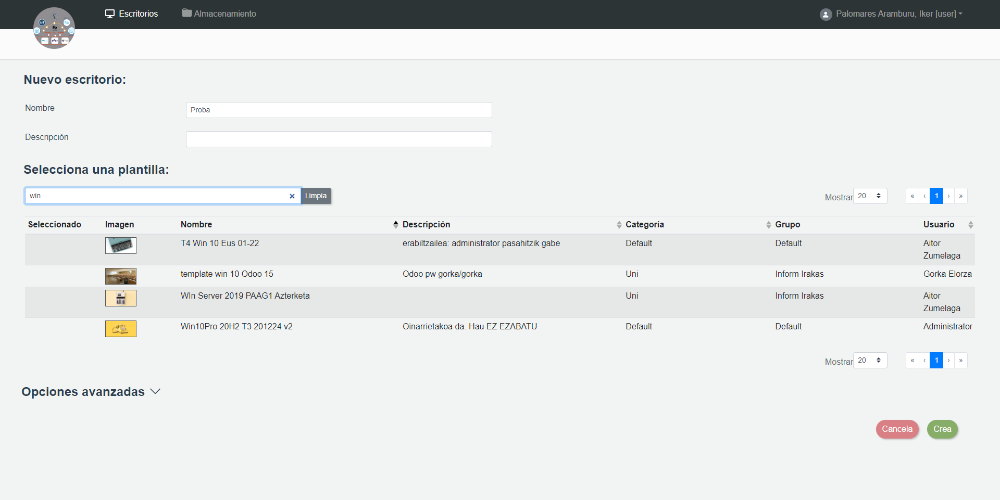 Escritorios
Almacenamiento
Palomares Aramburu, Iker [user]
IoT
Fp
Nuevo escritorio:
Nombre
Proba
Descripción
Selecciona una plantilla:
win
Limpia
Mostrar 20
« ‹ 1 › »
Seleccionado Imagen Nombre Descripción Categoría Grupo Usuario
T4 Win 10 Eus 01-22 erabiltzailea: administrator pasahitzik gabe Default Default Aitor Zumelaga
template win 10 Odoo 15 Odoo pw gorka/gorka Uni Inform Irakas Gorka Elorza
WIn Server 2019 PAAG1 Azterketa Uni Inform Irakas Aitor Zumelaga
Win10Pro 20H2 T3 201224 v2 Oinarrietakoa da. Hau EZ EZABATU Default Default Administrator
Mostrar 20
« ‹ 1 › »
Opciones avanzadas
Cancela
Crea